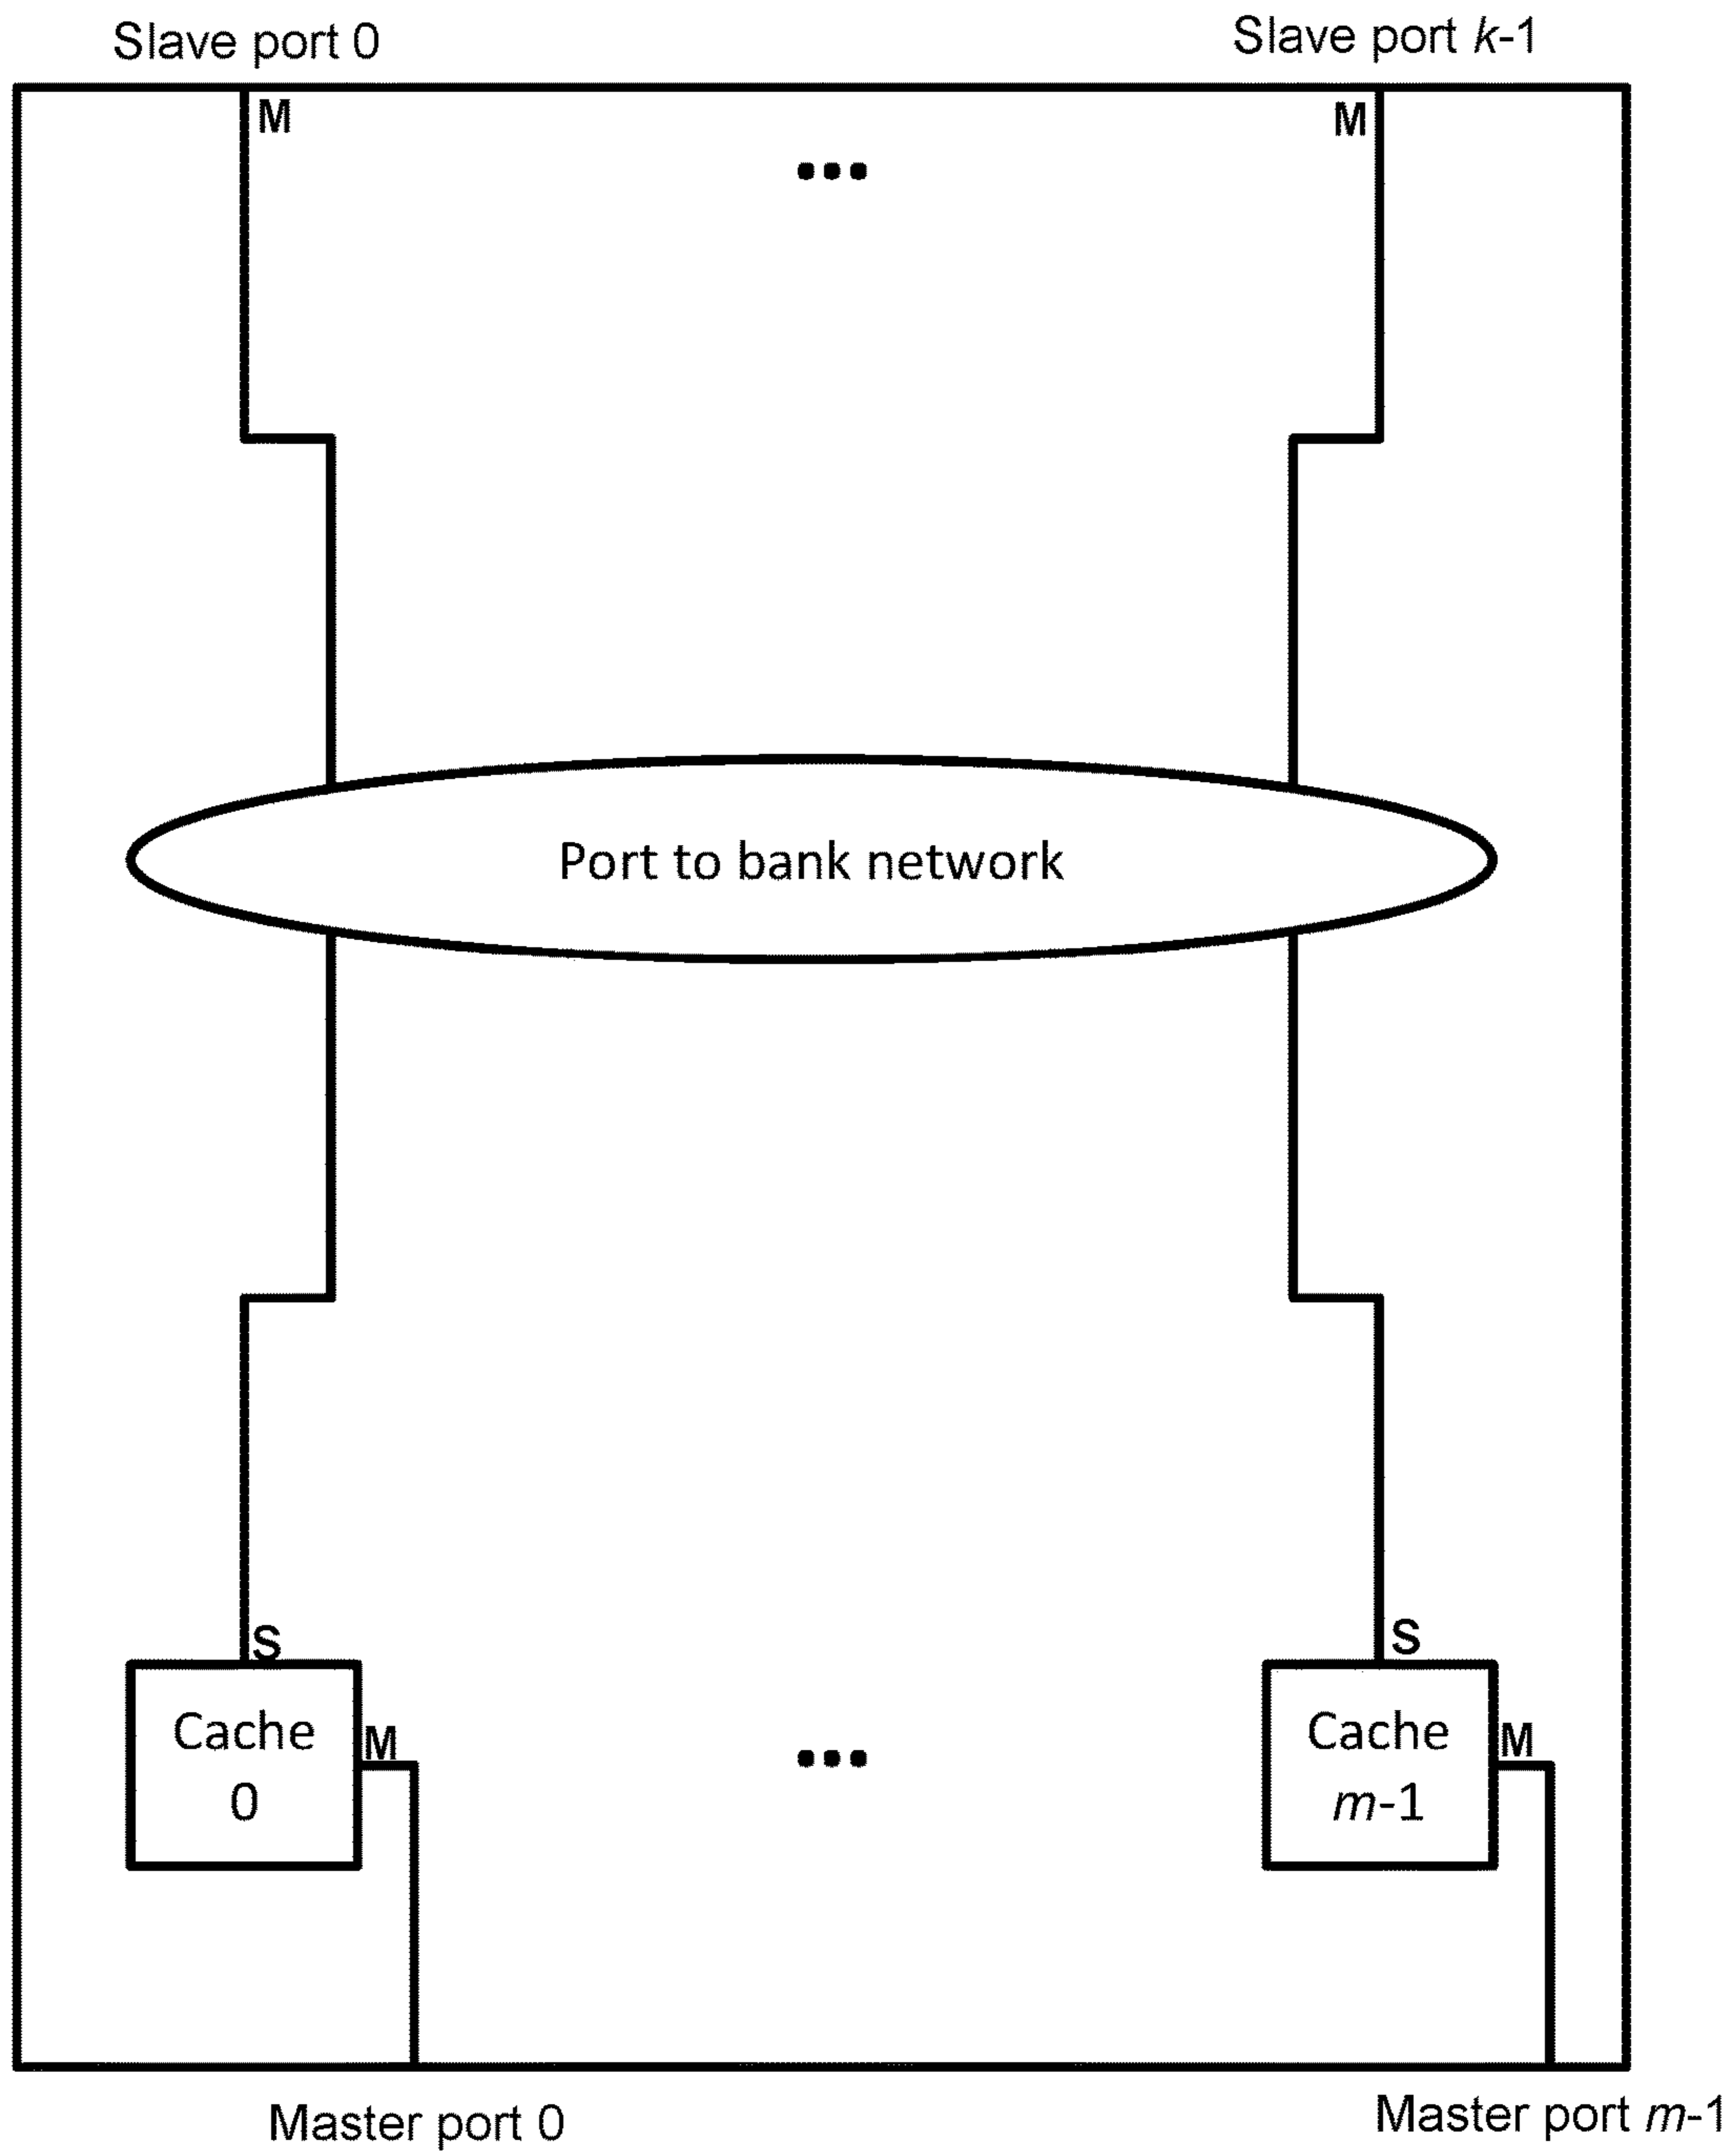 Slave port 0
Slave port k-1
M
M
...
Port to bank network
S
S
Cache
0
M
...
Cache
m-1
M
Master port 0
Master port m-1